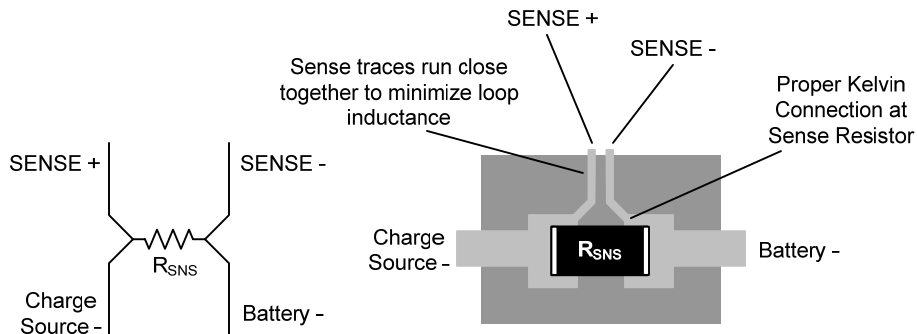 SENSE +
SENSE -
RSNS
Charge
Source -
Battery -
SENSE +
SENSE -
Sense traces run close
together to minimize loop
inductance
Proper Kelvin
Connection at
Sense Resistor
Charge
Source -
RSNS
Battery -